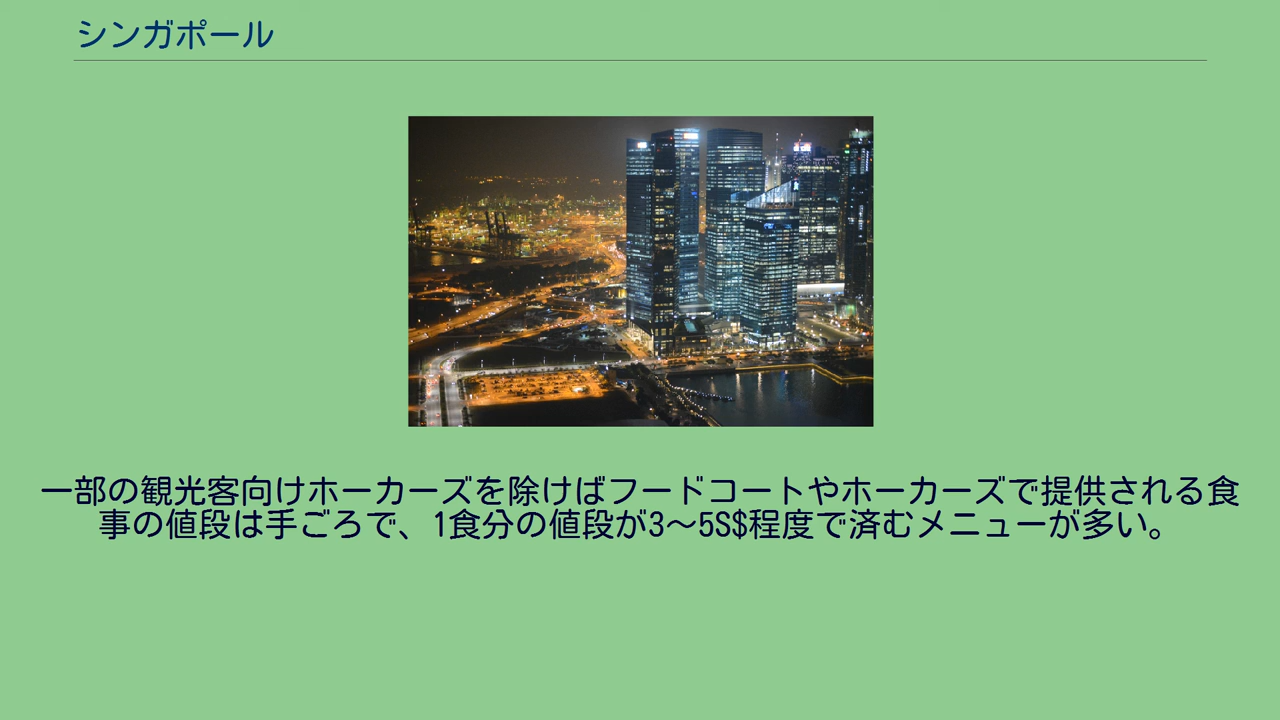 シンガポール
一部の観光客向けホーカーズを除けばフードコートやホーカーズで提供される食
事の値段は手ごろで、1食分の値段が3〜5S$程度で済むメニューが多い。